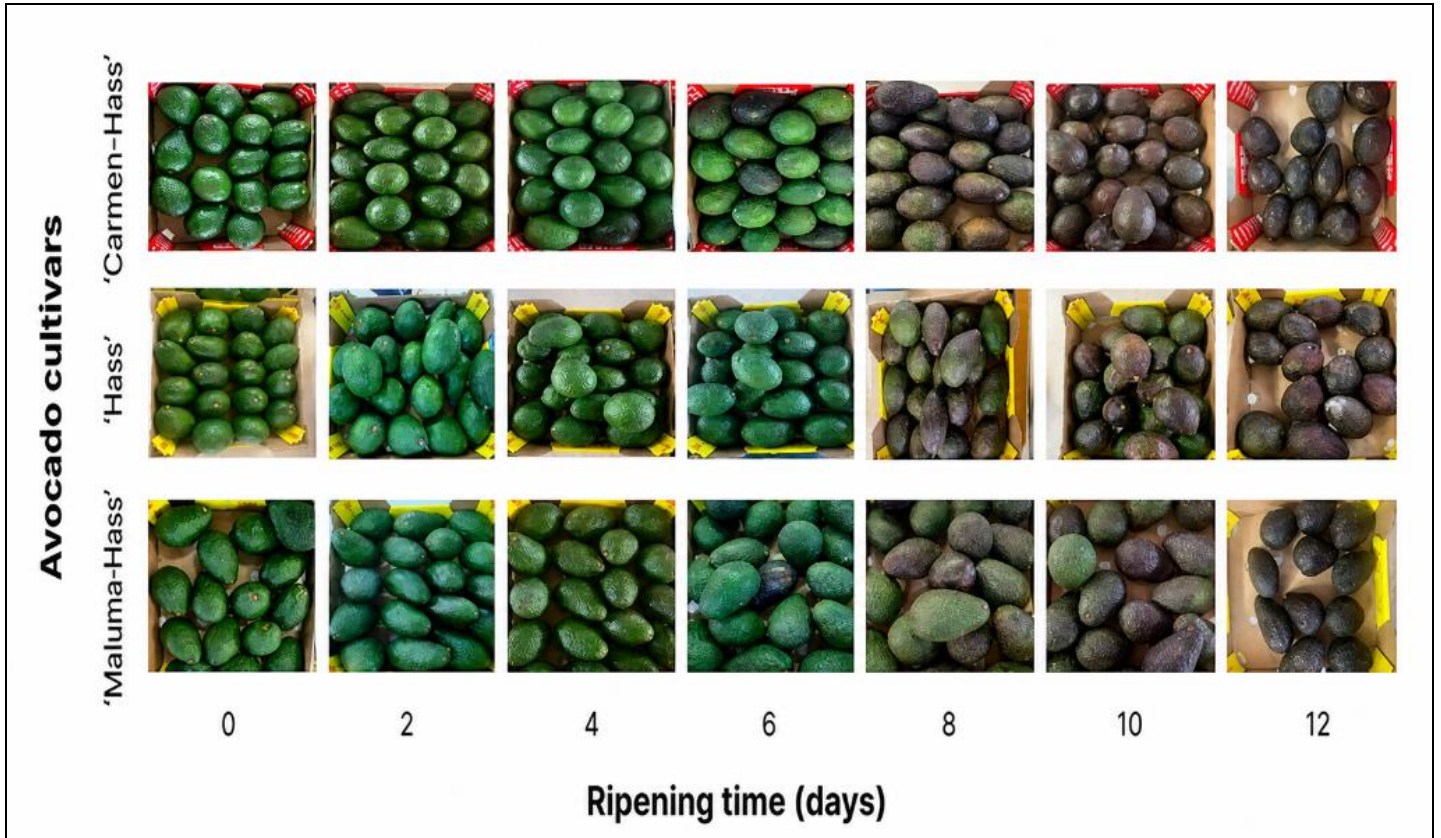 Avocado cultivars
‘Carmen-Hass’
‘Hass’
‘Maluma-Hass’
0 2 4 6 8 10 12
Ripening time (days)